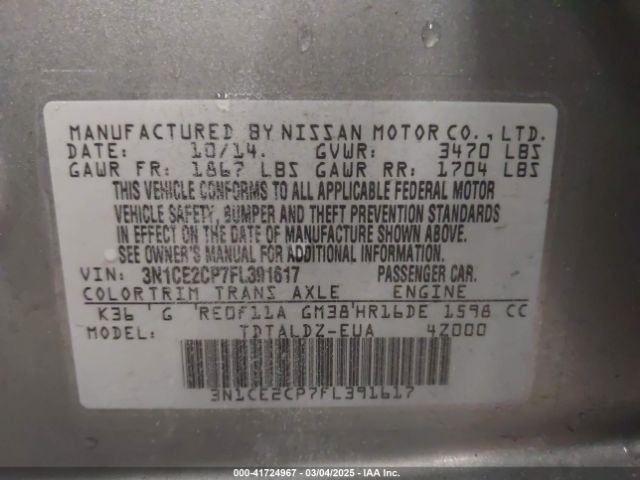 MANUFACTURED BY NISSAN MOTOR CO., LTD.
DATE: 10/14. GVWR: 3470 LBS
GAWR FR: 1867 LBS GAWR RR: 1704 LBS
THIS VEHICLE CONFORMS TO ALL APPLICABLE FEDERAL MOTOR
VEHICLE SAFETY, BUMPER AND THEFT PREVENTION STANDARDS
IN EFFECT ON THE DATE OF MANUFACTURE SHOWN ABOVE.
SEE OWNER'S MANUAL FOR ADDITIONAL INFORMATION.
VIN: 3N1CE2CP7FL391617 PASSENGER CAR.
COLOR TRIM TRANS AXLE ENGINE
K36 ' G 'RE0F11A GM38'HR16DE 1598 CC
MODEL: TDTALDZ-EUA 4Z000
3N1CE2CP7FL391617
000-41724967 — 03/04/2025 — IAA Inc.